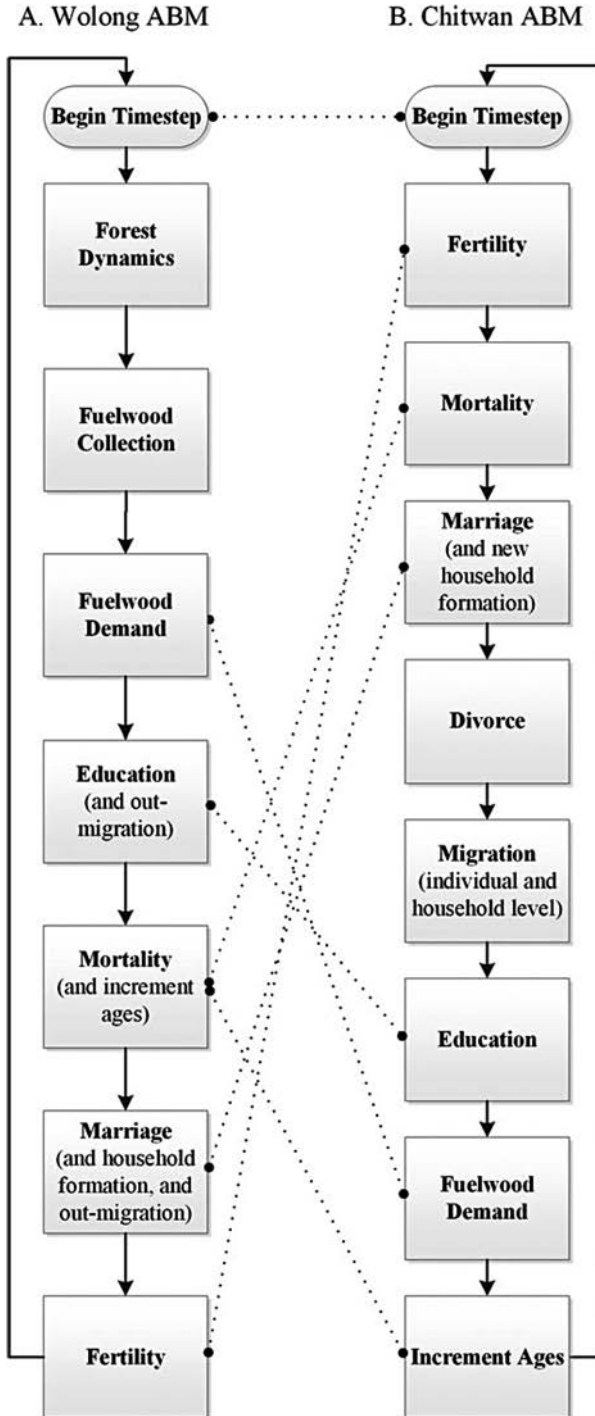 A. Wolong ABM
Begin Timestep
Forest
Dynamics
Fuelwood
Collection
Fuelwood
Demand
Education
(and out-
migration)
Mortality
(and increment
ages)
Marriage
(and household
formation, and
out-migration)
Fertility
B. Chitwan ABM
Begin Timestep
Fertility
Mortality
Marriage
(and new
household
formation)
Divorce
Migration
(individual and
household level)
Education
Fuelwood
Demand
Increment Ages